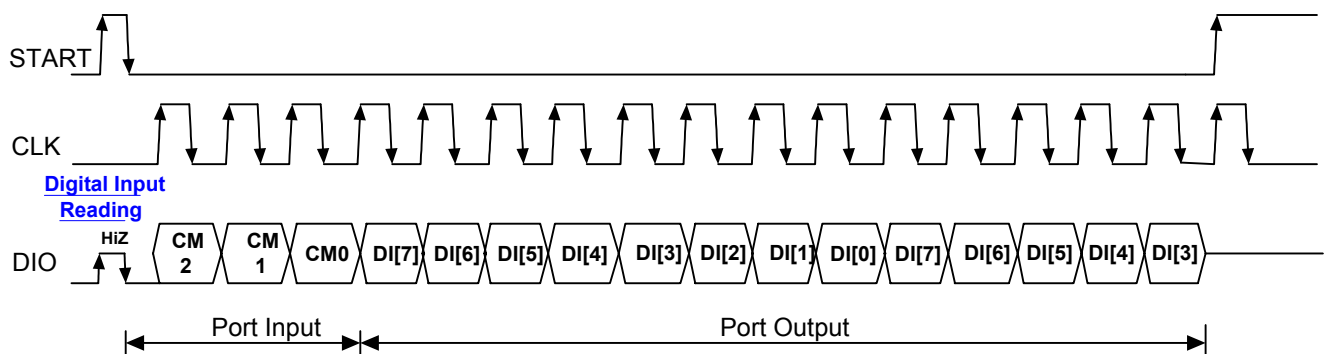 START
CLK
Digital Input
Reading
HiZ
DIO
CM
2
CM
1
CM0
DI[7]
DI[6]
DI[5]
DI[4]
DI[3]
DI[2]
DI[1]
DI[0]
DI[7]
DI[6]
DI[5]
DI[4]
DI[3]
Port Input
Port Output